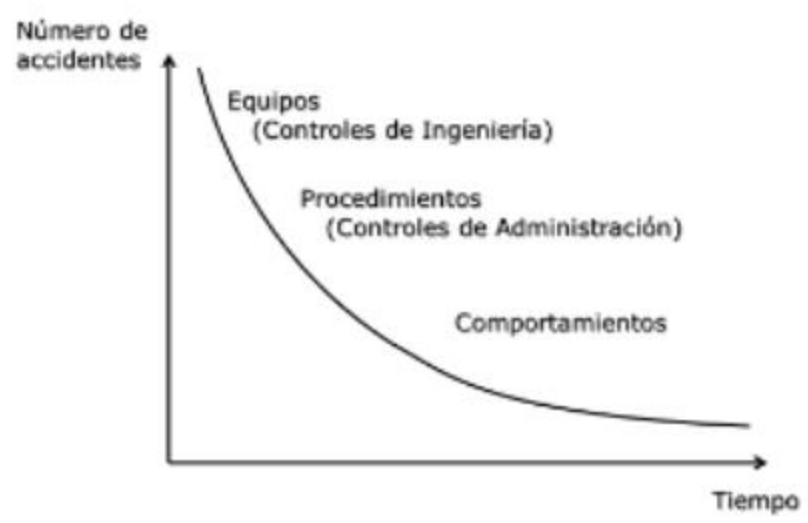 Número de
accidentes
Equipos
(Controles de Ingeniería)
Procedimientos
(Controles de Administración)
Comportamientos
Tiempo